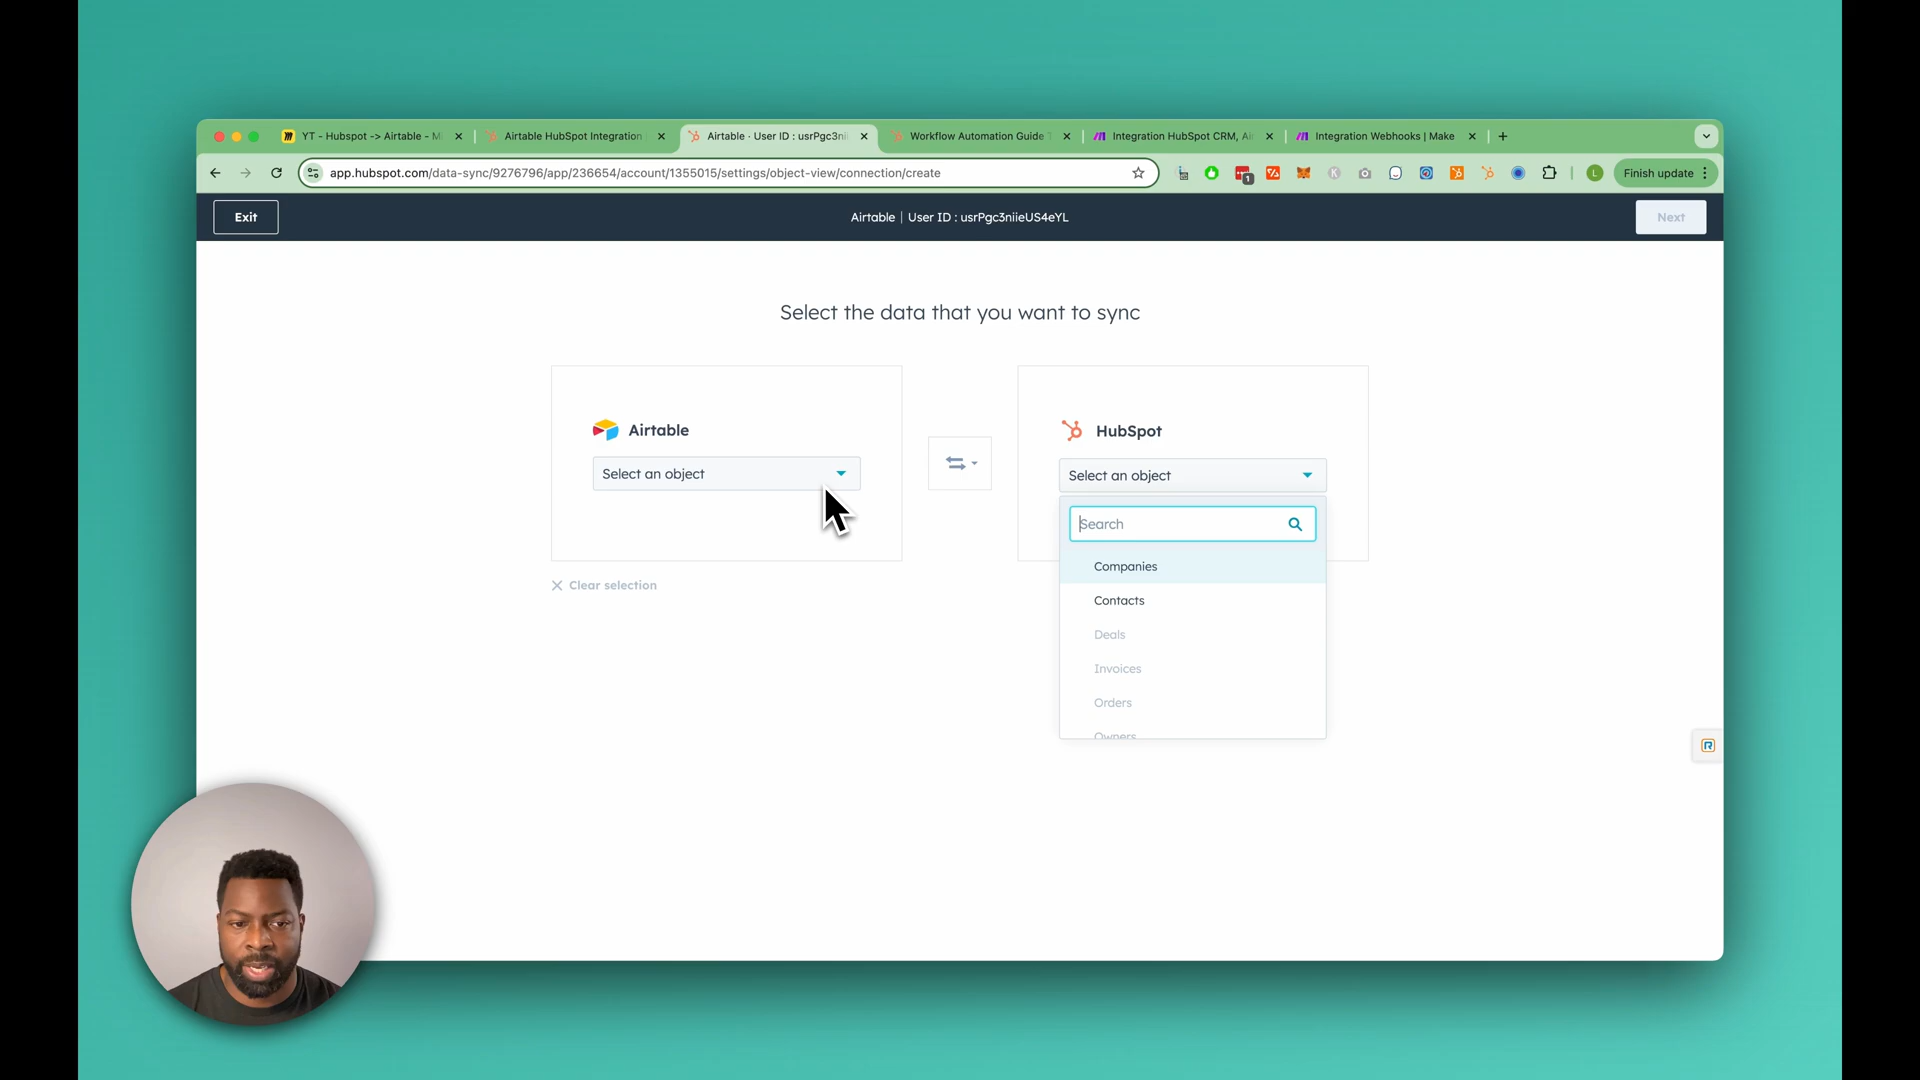 YT - Hubspot -> Airtable - M
Airtable HubSpot Integration
Airtable · User ID : usrPgc3nii
Workflow Automation Guide
Integration HubSpot CRM, Ai
Integration Webhooks | Make
app.hubspot.com/data-sync/9276796/app/236654/account/1355015/settings/object-view/connection/create
1
L
Finish update
Exit
Airtable | User ID : usrPgc3niieUS4eYL
Next
Select the data that you want to sync
Airtable
Select an object
HubSpot
Select an object
Search
Companies
Contacts
Deals
Invoices
Orders
Owners
Clear selection